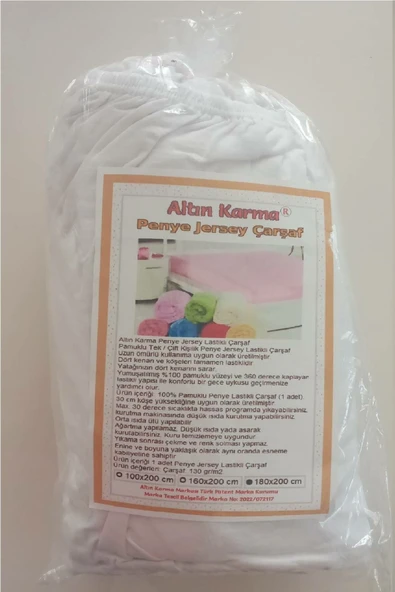 Altın Karma®
Penye Jersey Çarşaf
Altın Karma Penye Jersey Lastikli Çarşaf
Pamuklu Tek / Çift Kişilik Penye Jersey Lastikli Çarşaf
Uzun ömürlü kullanıma uygun olarak üretilmiştir
Dört kenarı ve köşeleri tamamen lastiklidir
Yatağınızın dört kenarını sarar.
Yumuşatılmış %100 pamuklu yüzeyi ve 360 derece kaplayan
lastikli yapısı ile konforlu bir gece uykusu geçirmenize
yardımcı olur.
Ürün içeriği: 100% Pamuklu Penye Lastikli Çarşaf (1 adet)
30 cm köşe yüksekliğine uygun olarak üretilmiştir.
Max. 30 derece sıcaklıkta hassas programda yıkayabilirsiniz.
kurutma makinasında düşük ısıda kurutma yapabilirsiniz.
Orta ısıda ütü yapılabilir
Ağartma yapılamaz. Düşük ısıda yada asarak
kurutabilirsiniz. Kuru temizlemeye uygundur.
Yıkama sonrası çekme ve renk solması yapmaz.
Enine ve boyuna yaklaşık olarak aynı oranda esneme
kabiliyetine sahiptir
Ürün içeriği 1 adet Penye Jersey Lastikli Çarşaf
Ürün değerleri: Çarşaf: 130 gr/m2
100x200 cm 160x200 cm 180x200 cm
Altın Karma Markası Türk Patent Marka Kurumu
Marka Tescil Belgelidir Marka No: